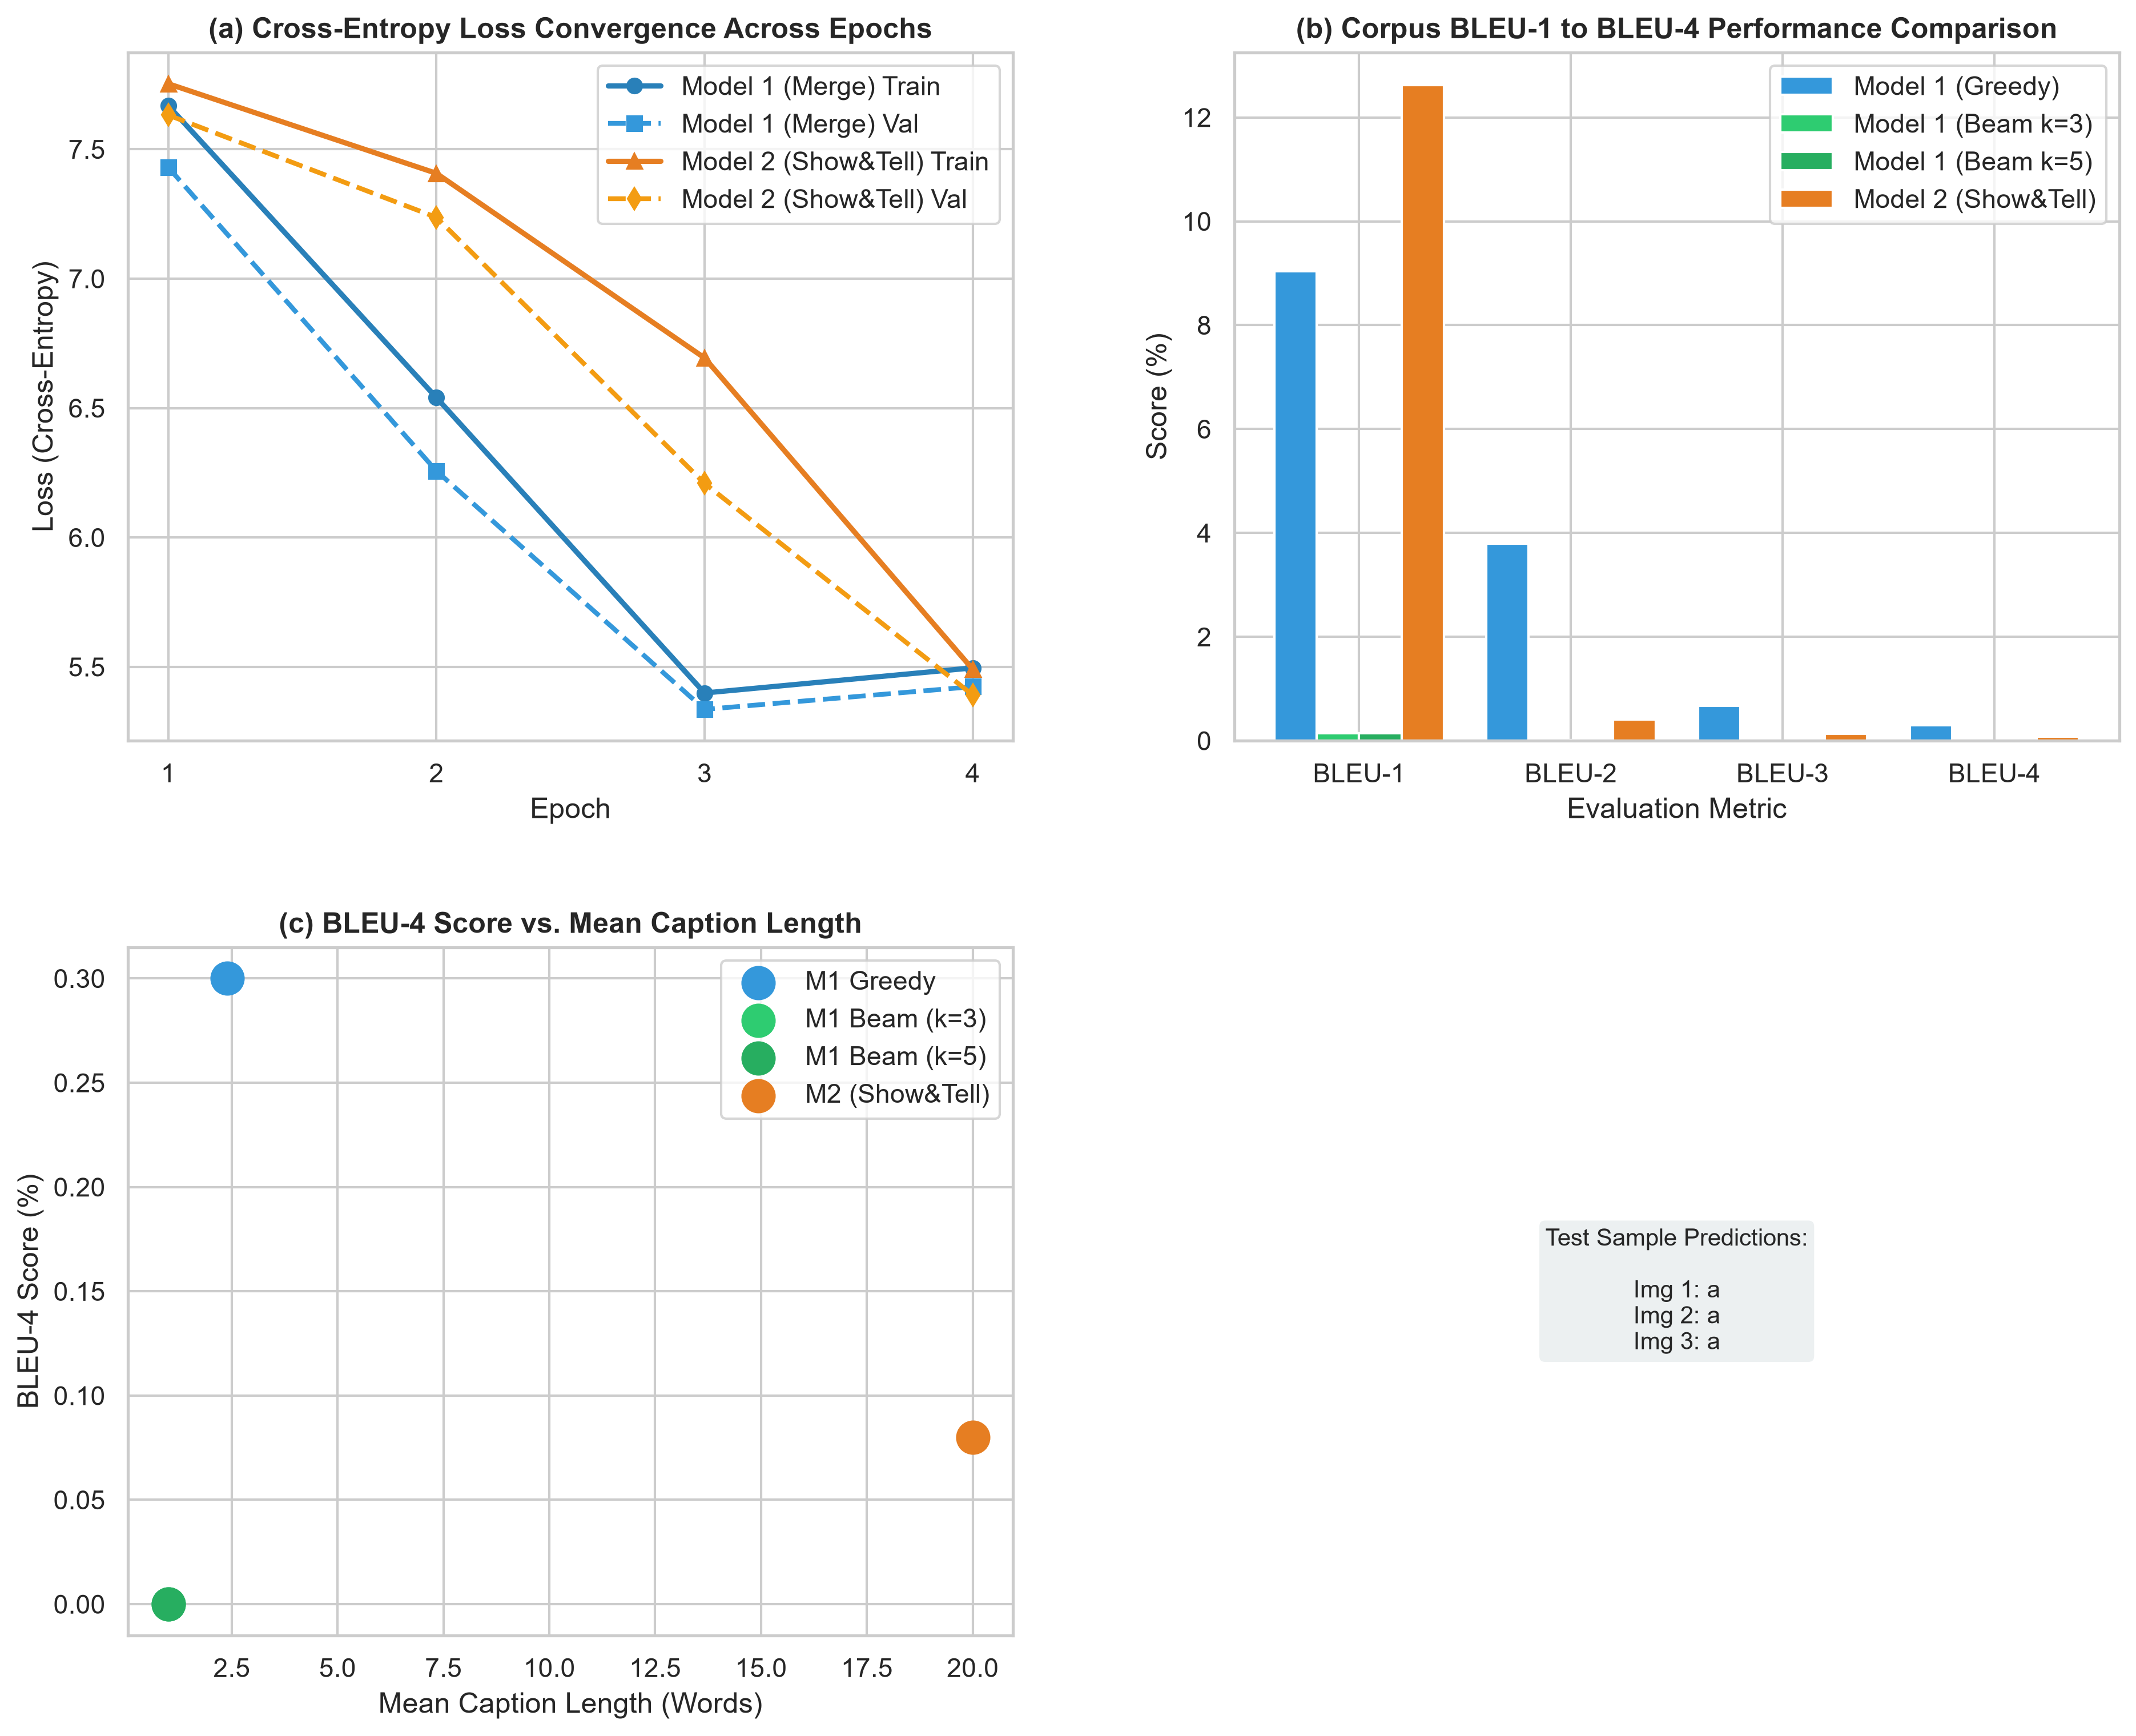 (a) Cross-Entropy Loss Convergence Across Epochs
Loss (Cross-Entropy)
7.5
7.0
6.5
6.0
5.5
1 2 3 4
Epoch
Model 1 (Merge) Train
Model 1 (Merge) Val
Model 2 (Show&Tell) Train
Model 2 (Show&Tell) Val
(b) Corpus BLEU-1 to BLEU-4 Performance Comparison
Score (%)
12
10
8
6
4
2
0
BLEU-1 BLEU-2 BLEU-3 BLEU-4
Evaluation Metric
Model 1 (Greedy)
Model 1 (Beam k=3)
Model 1 (Beam k=5)
Model 2 (Show&Tell)
(c) BLEU-4 Score vs. Mean Caption Length
BLEU-4 Score (%)
0.30
0.25
0.20
0.15
0.10
0.05
0.00
2.5 5.0 7.5 10.0 12.5 15.0 17.5 20.0
Mean Caption Length (Words)
M1 Greedy
M1 Beam (k=3)
M1 Beam (k=5)
M2 (Show&Tell)
Test Sample Predictions:
Img 1: a
Img 2: a
Img 3: a